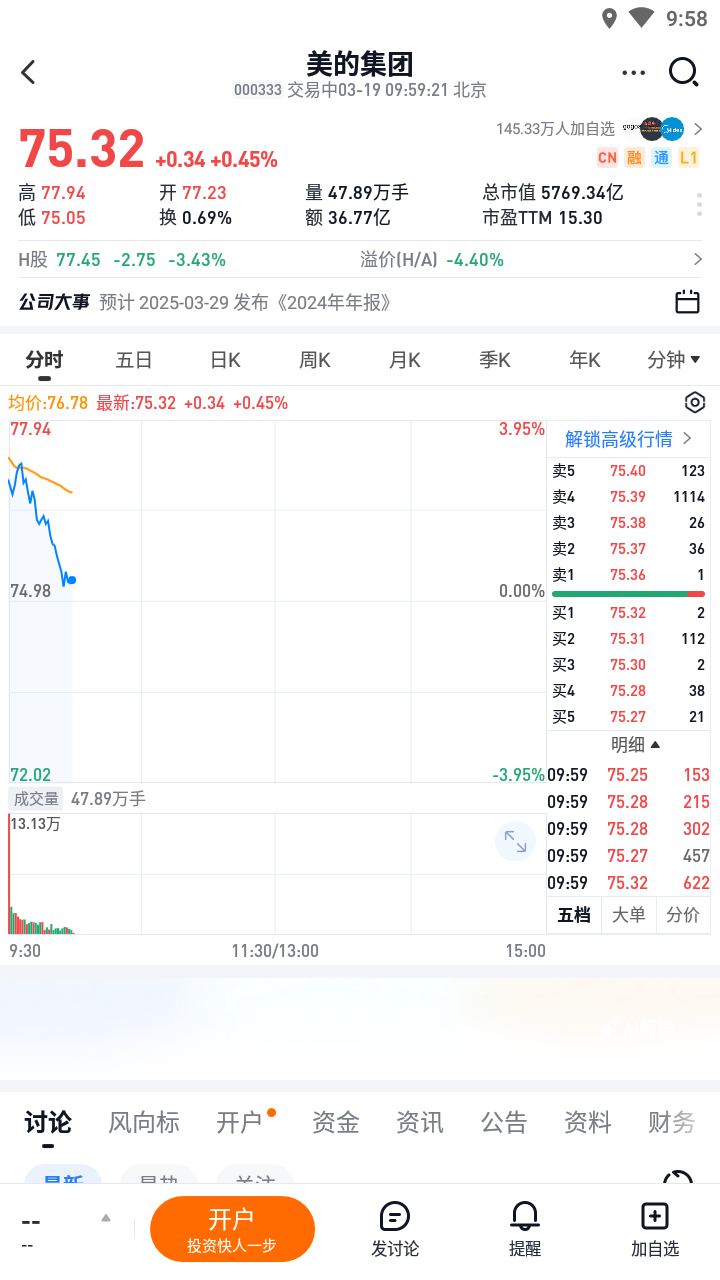 9:58
美的集团
000333 交易中03-19 09:59:21 北京
145.33万人加自选
75.32 +0.34 +0.45%
CN 融 通 L1
高 77.94 开 77.23 量 47.89万手 总市值 5769.34亿
低 75.05 换 0.69% 额 36.77亿 市盈TTM 15.30
H股 77.45 -2.75 -3.43% 溢价(H/A) -4.40%
公司大事 预计 2025-03-29 发布《2024年年报》
分时 五日 日K 周K 月K 季K 年K 分钟
均价:76.78 最新:75.32 +0.34 +0.45%
77.94 3.95%
74.98 0.00%
72.02 -3.95%
解锁高级行情
卖5 75.40 123
卖4 75.39 1114
卖3 75.38 26
卖2 75.37 36
卖1 75.36 1
买1 75.32 2
买2 75.31 112
买3 75.30 2
买4 75.28 38
买5 75.27 21
明细
09:59 75.25 153
09:59 75.28 215
09:59 75.28 302
09:59 75.27 457
09:59 75.32 622
五档 大单 分价
成交量 47.89万手
13.13万
9:30 11:30/13:00 15:00
讨论 风向标 开户 资金 资讯 公告 资料 财务
最新 最热 关注
--
--
开户
投资快人一步
发讨论 提醒 加自选